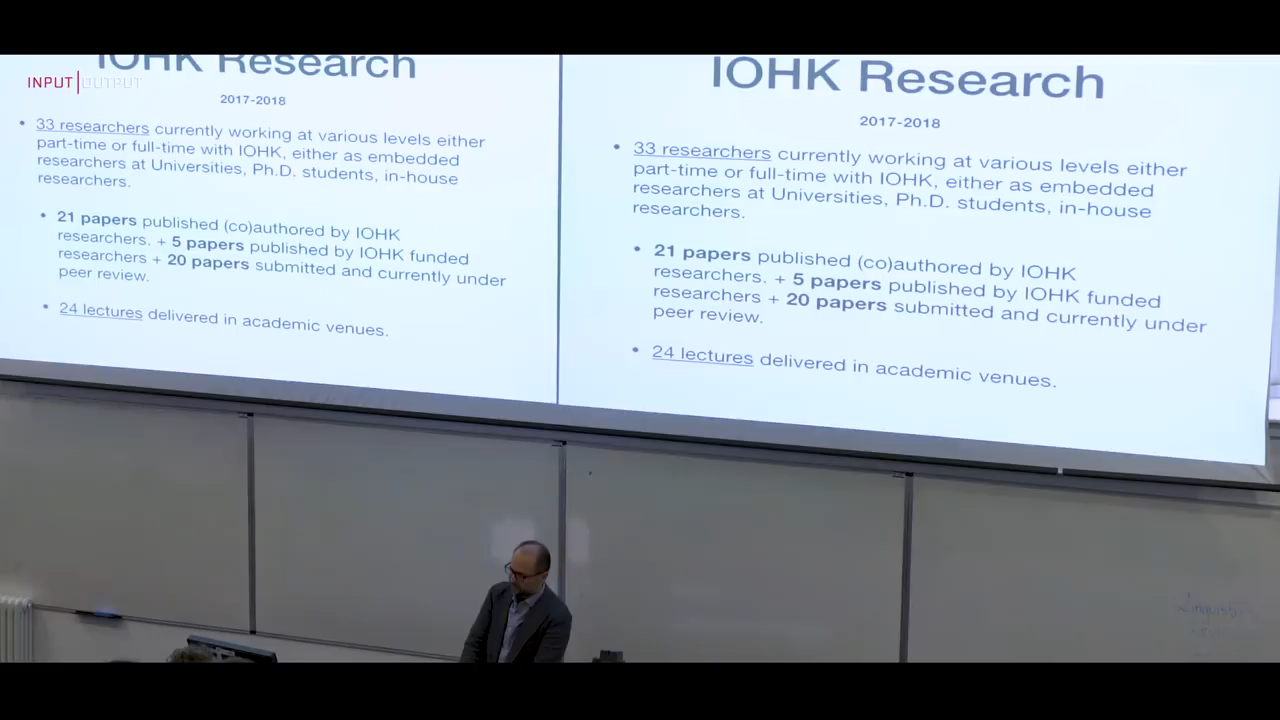 INPUT|OUTPUT
IOHK Research
2017-2018
• 33 researchers currently working at various levels either
part-time or full-time with IOHK, either as embedded
researchers at Universities, Ph.D. students, in-house
researchers.
• 21 papers published (co)authored by IOHK
researchers. + 5 papers published by IOHK funded
researchers + 20 papers submitted and currently under
peer review.
• 24 lectures delivered in academic venues.
IOHK Research
2017-2018
• 33 researchers currently working at various levels either
part-time or full-time with IOHK, either as embedded
researchers at Universities, Ph.D. students, in-house
researchers.
• 21 papers published (co)authored by IOHK
researchers. + 5 papers published by IOHK funded
researchers + 20 papers submitted and currently under
peer review.
• 24 lectures delivered in academic venues.